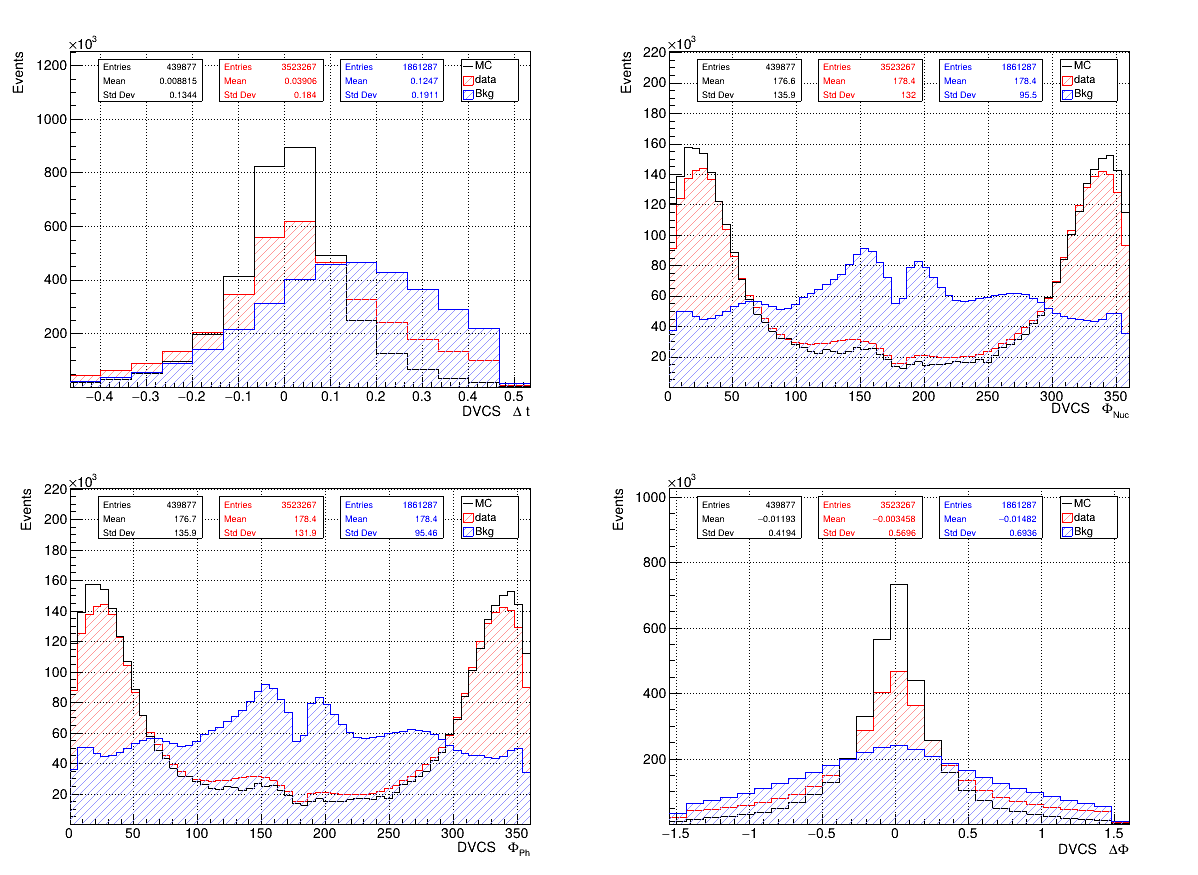 ×10³
Events
1200
1000
800
600
400
200
Entries 439877
Mean 0.008815
Std Dev 0.1344
Entries 3523267
Mean 0.03906
Std Dev 0.184
Entries 1861287
Mean 0.1247
Std Dev 0.1911
MC
data
Bkg
−0.4 −0.3 −0.2 −0.1 0 0.1 0.2 0.3 0.4 0.5
DVCS Δ t
×10³
Events
220
200
180
160
140
120
100
80
60
40
20
Entries 439877
Mean 176.6
Std Dev 135.9
Entries 3523267
Mean 178.4
Std Dev 132
Entries 1861287
Mean 178.4
Std Dev 95.5
MC
data
Bkg
0 50 100 150 200 250 300 350
DVCS Φ_Nuc
×10³
Events
220
200
180
160
140
120
100
80
60
40
20
Entries 439877
Mean 176.7
Std Dev 135.9
Entries 3523267
Mean 178.4
Std Dev 131.9
Entries 1861287
Mean 178.4
Std Dev 95.46
MC
data
Bkg
0 50 100 150 200 250 300 350
DVCS Φ_Ph
×10³
Events
1000
800
600
400
200
Entries 439877
Mean −0.01193
Std Dev 0.4194
Entries 3523267
Mean −0.003458
Std Dev 0.5696
Entries 1861287
Mean −0.01482
Std Dev 0.6936
MC
data
Bkg
−1.5 −1 −0.5 0 0.5 1 1.5
DVCS ΔΦ